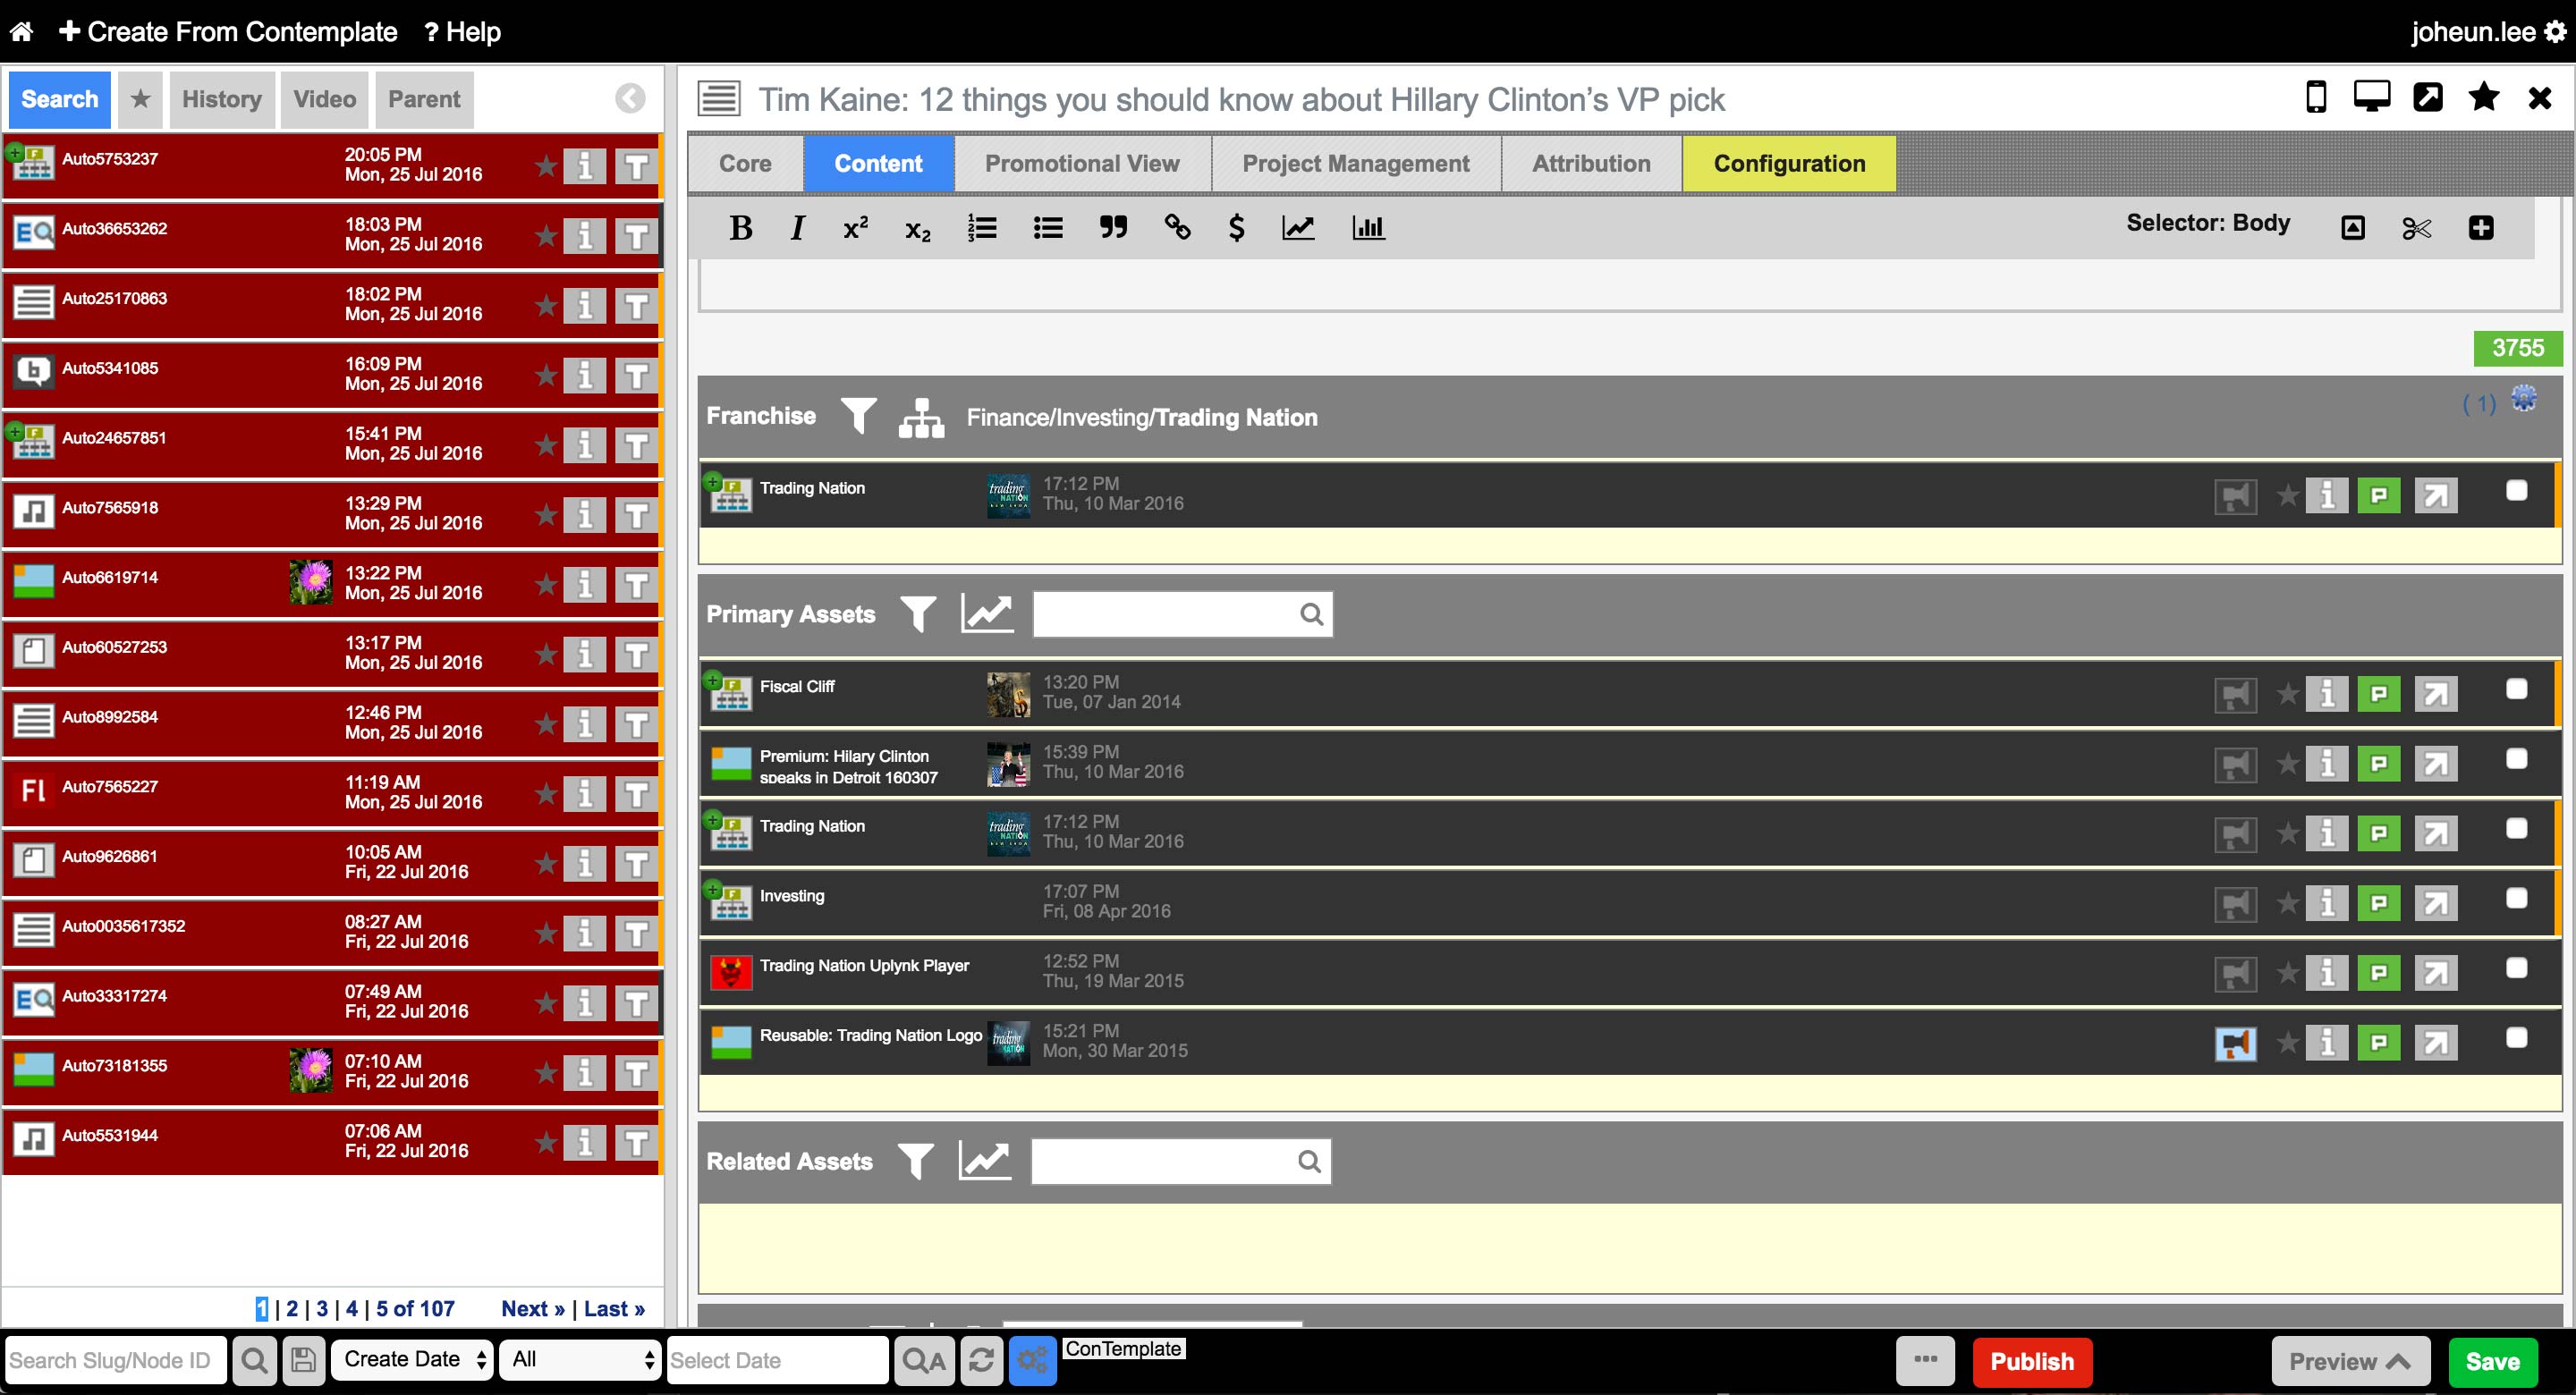 Create From Contemplate ? Help joheun.lee
Search History Video Parent
Tim Kaine: 12 things you should know about Hillary Clinton’s VP pick
Core Content Promotional View Project Management Attribution Configuration
B I x² x₂ $ Selector: Body
3755
Auto5753237 20:05 PM
Mon, 25 Jul 2016
Auto36653262 18:03 PM
Mon, 25 Jul 2016
Auto25170863 18:02 PM
Mon, 25 Jul 2016
Auto5341085 16:09 PM
Mon, 25 Jul 2016
Auto24657851 15:41 PM
Mon, 25 Jul 2016
Auto7565918 13:29 PM
Mon, 25 Jul 2016
Auto6619714 13:22 PM
Mon, 25 Jul 2016
Auto60527253 13:17 PM
Mon, 25 Jul 2016
Auto8992584 12:46 PM
Mon, 25 Jul 2016
Auto7565227 11:19 AM
Mon, 25 Jul 2016
Auto9626861 10:05 AM
Fri, 22 Jul 2016
Auto0035617352 08:27 AM
Fri, 22 Jul 2016
Auto33317274 07:49 AM
Fri, 22 Jul 2016
Auto73181355 07:10 AM
Fri, 22 Jul 2016
Auto5531944 07:06 AM
Fri, 22 Jul 2016
1 | 2 | 3 | 4 | 5 of 107 Next » | Last »
Franchise Finance/Investing/Trading Nation ( 1)
Trading Nation 17:12 PM
Thu, 10 Mar 2016
Primary Assets
Fiscal Cliff 13:20 PM
Tue, 07 Jan 2014
Premium: Hilary Clinton 15:39 PM
speaks in Detroit 160307 Thu, 10 Mar 2016
Trading Nation 17:12 PM
Thu, 10 Mar 2016
Investing 17:07 PM
Fri, 08 Apr 2016
Trading Nation Uplynk Player 12:52 PM
Thu, 19 Mar 2015
Reusable: Trading Nation Logo 15:21 PM
Mon, 30 Mar 2015
Related Assets
Search Slug/Node ID Create Date All Select Date QA ConTemplate ... Publish Preview Save